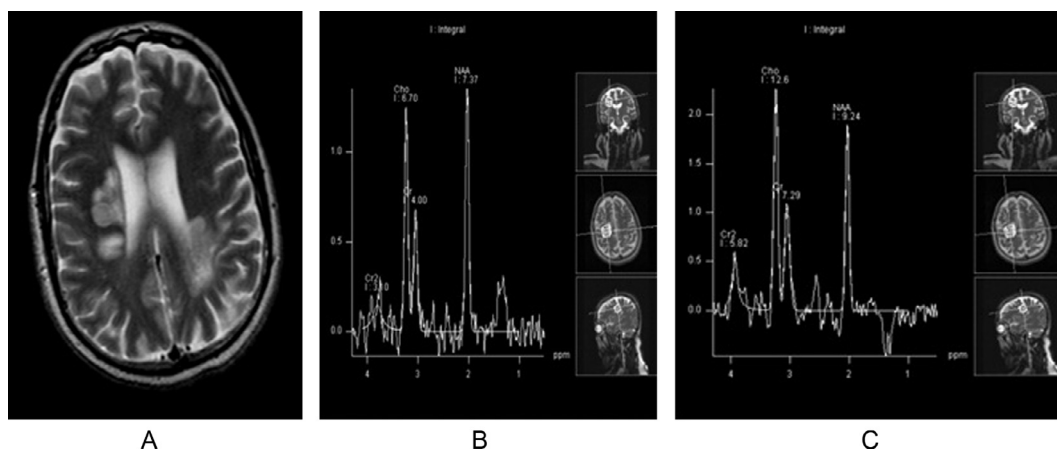 I : Integral
NAA
I : 7.37
Cho
I : 6.70
Cr
4.00
Cr2
1.0
0.5
0.0
ppm
4 3 2 1
I : Integral
Cho
I : 12.6
NAA
I : 9.24
Cr
7.29
Cr2
I : 5.82
2.0
1.5
1.0
0.5
0.0
ppm
4 3 2 1
A B C